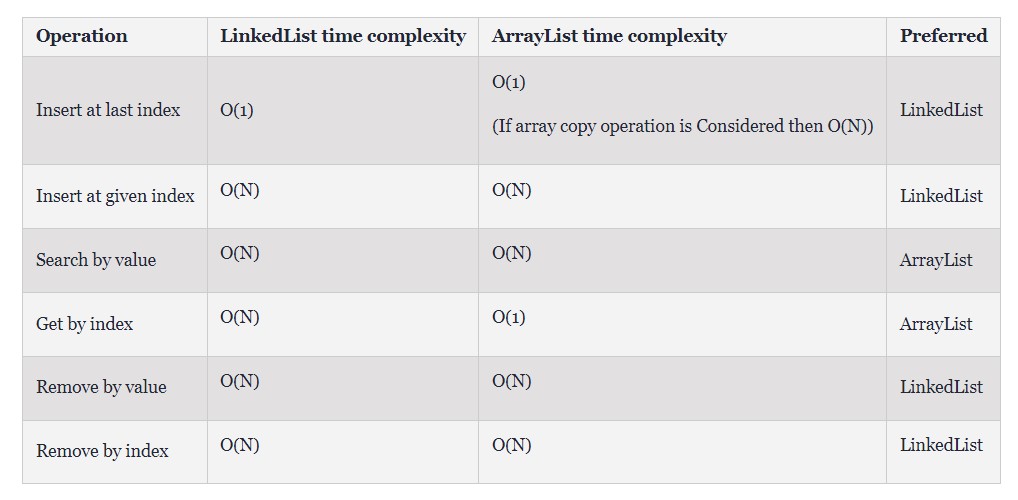 Operation LinkedList time complexity ArrayList time complexity Preferred
Insert at last index O(1) O(1) LinkedList
(If array copy operation is Considered then O(N))
Insert at given index O(N) O(N) LinkedList
Search by value O(N) O(N) ArrayList
Get by index O(N) O(1) ArrayList
Remove by value O(N) O(N) LinkedList
Remove by index O(N) O(N) LinkedList